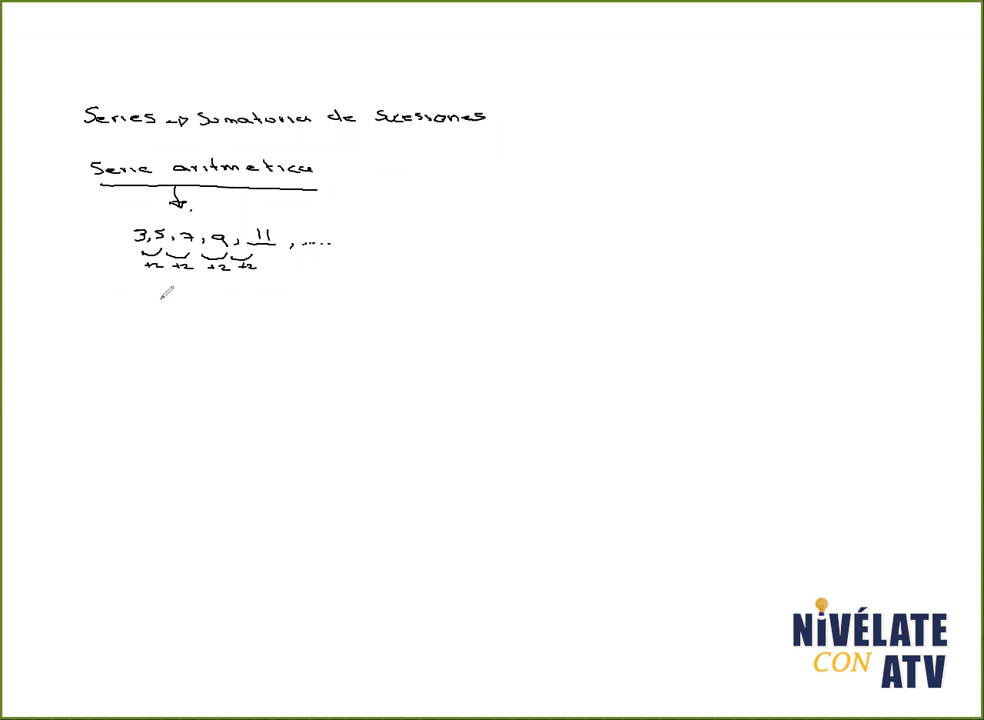 Series → Sumatoria de sucesiones
Serie aritmetica
3, 5, 7, 9, 11, .....
+2 +2 +2 +2
NIVÉLATE
CON
ATV